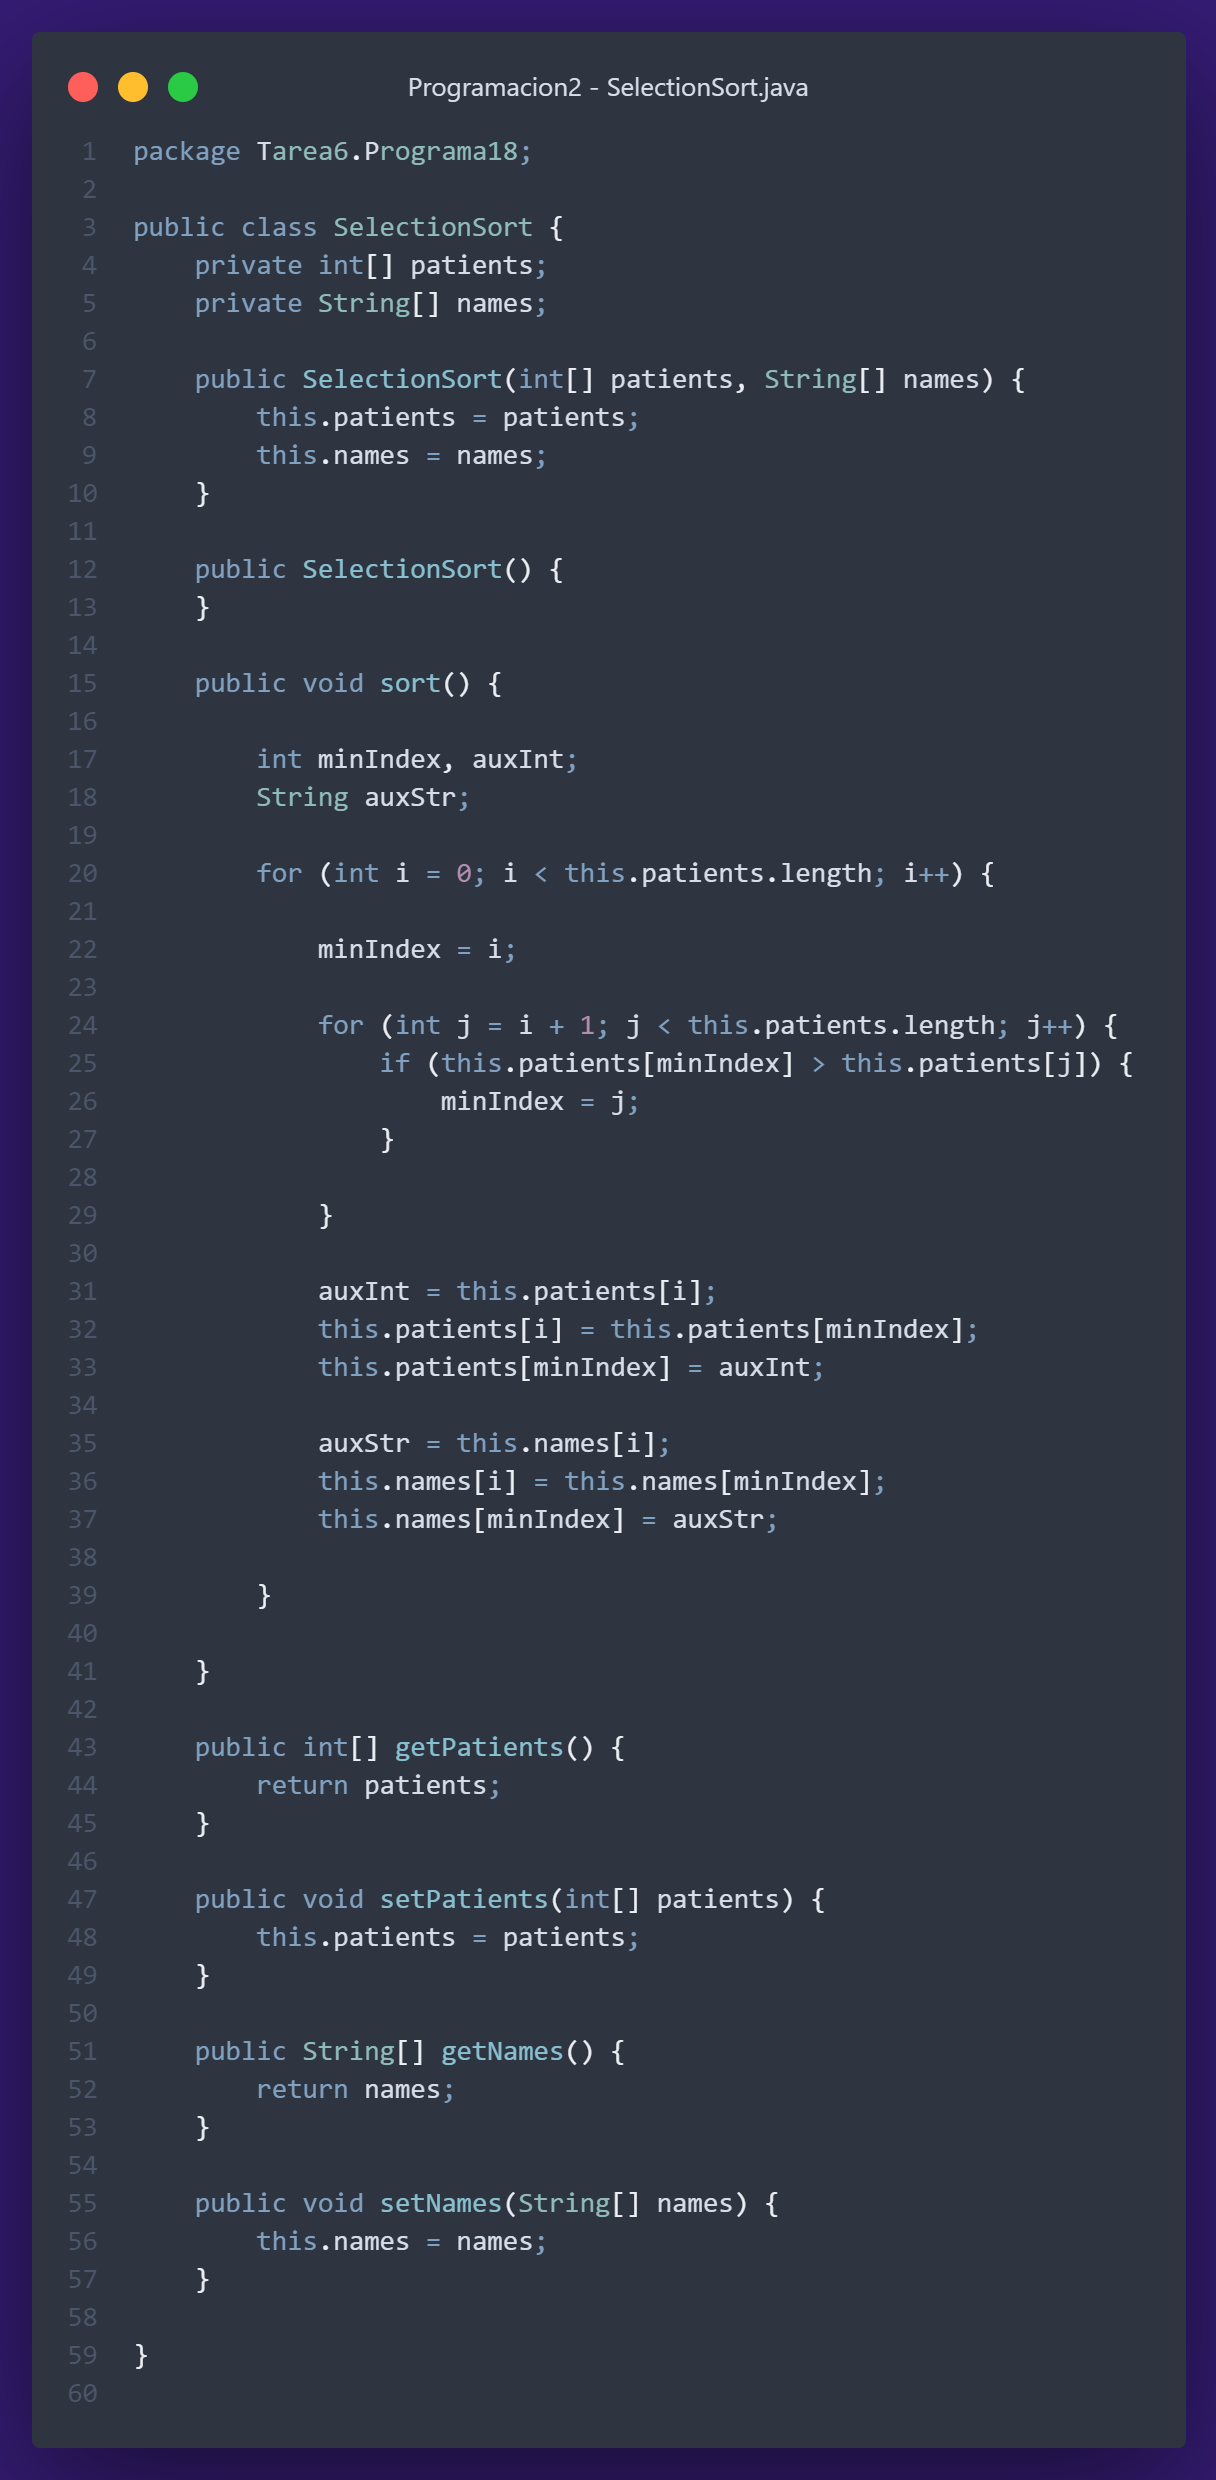 Programacion2 - SelectionSort.java
1 package Tarea6.Programa18;
2
3 public class SelectionSort {
4     private int[] patients;
5     private String[] names;
6
7     public SelectionSort(int[] patients, String[] names) {
8         this.patients = patients;
9         this.names = names;
10     }
11
12     public SelectionSort() {
13     }
14
15     public void sort() {
16
17         int minIndex, auxInt;
18         String auxStr;
19
20         for (int i = 0; i < this.patients.length; i++) {
21
22             minIndex = i;
23
24             for (int j = i + 1; j < this.patients.length; j++) {
25                 if (this.patients[minIndex] > this.patients[j]) {
26                     minIndex = j;
27                 }
28
29             }
30
31             auxInt = this.patients[i];
32             this.patients[i] = this.patients[minIndex];
33             this.patients[minIndex] = auxInt;
34
35             auxStr = this.names[i];
36             this.names[i] = this.names[minIndex];
37             this.names[minIndex] = auxStr;
38
39         }
40
41     }
42
43     public int[] getPatients() {
44         return patients;
45     }
46
47     public void setPatients(int[] patients) {
48         this.patients = patients;
49     }
50
51     public String[] getNames() {
52         return names;
53     }
54
55     public void setNames(String[] names) {
56         this.names = names;
57     }
58
59 }
60